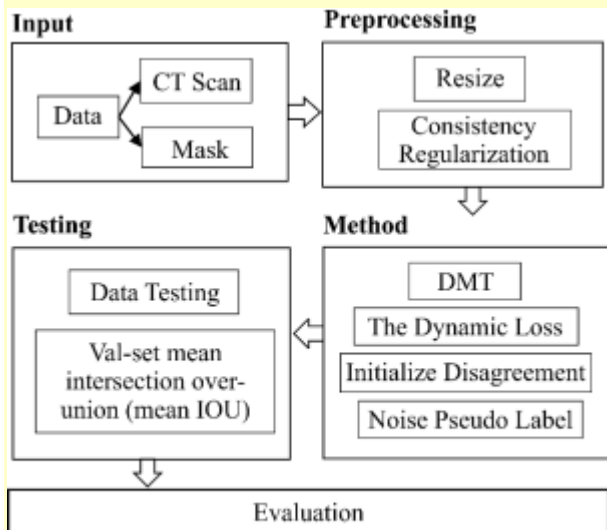 Input
Data
CT Scan
Mask
Preprocessing
Resize
Consistency
Regularization
Testing
Data Testing
Val-set mean
intersection over-
union (mean IOU)
Method
DMT
The Dynamic Loss
Initialize Disagreement
Noise Pseudo Label
Evaluation